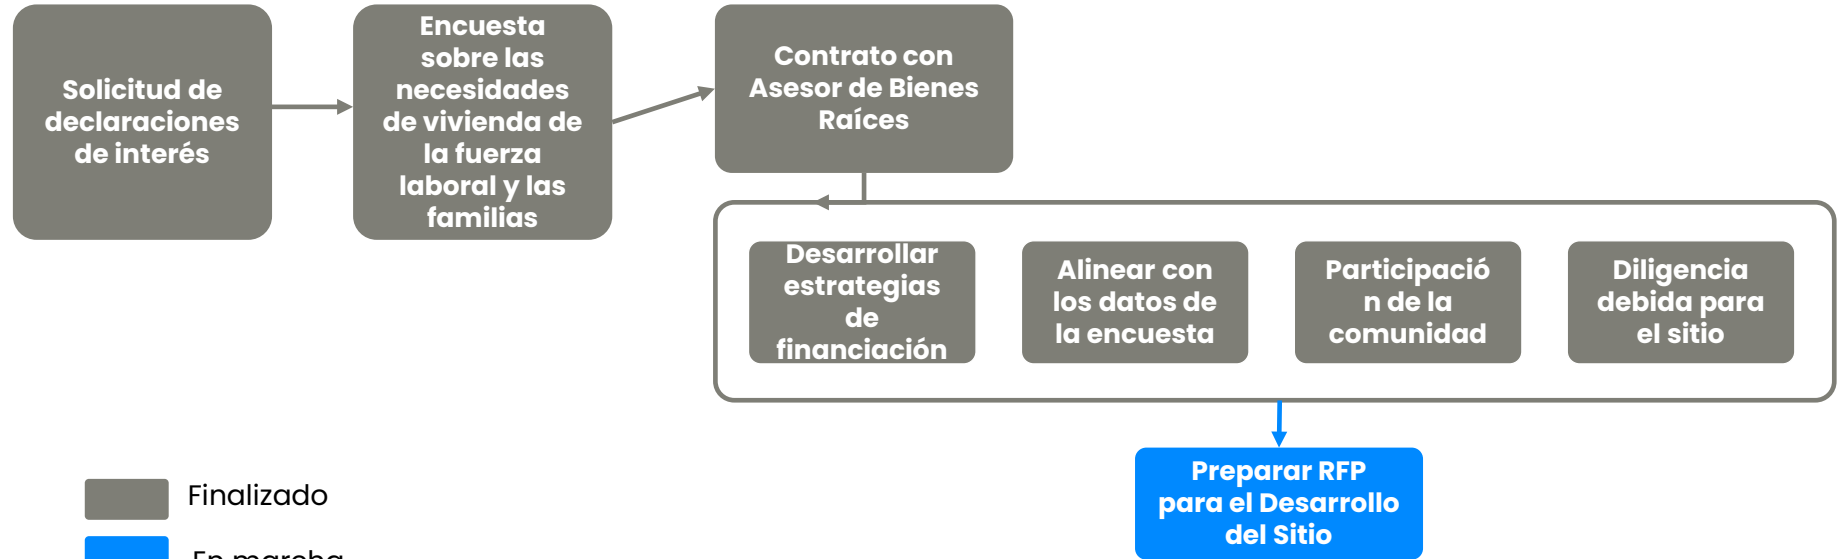 Solicitud de
declaraciones
de interés
Encuesta
sobre las
necesidades
de vivienda de
la fuerza
laboral y las
familias
Contrato con
Asesor de Bienes
Raíces
Desarrollar
estrategias
de
financiación
Alinear con
los datos de
la encuesta
Participació
n de la
comunidad
Diligencia
debida para
el sitio
Preparar RFP
para el Desarrollo
del Sitio
Finalizado
En marcha